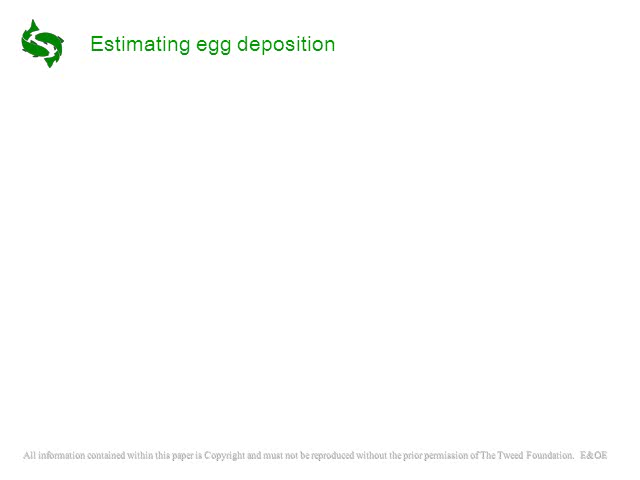 Estimating egg deposition
All information contained within this paper is Copyright and must not be reproduced without the prior permission of The Tweed Foundation. E&OE